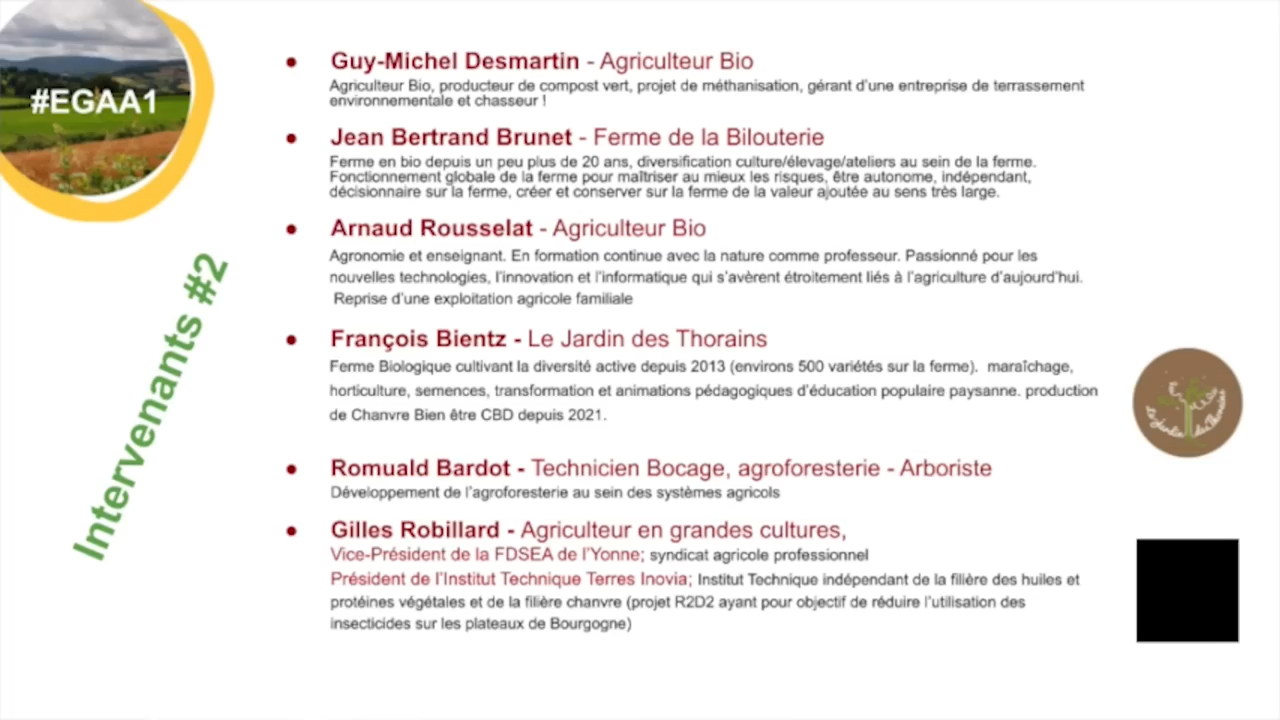 #EGAA1
Intervenants #2
Guy-Michel Desmartin - Agriculteur Bio
Agriculteur Bio, producteur de compost vert, projet de méthanisation, gérant d'une entreprise de terrassement
environnementale et chasseur !
Jean Bertrand Brunet - Ferme de la Bilouterie
Ferme en bio depuis un peu plus de 20 ans, diversification culture/élevage/ateliers au sein de la ferme.
Fonctionnement globale de la ferme pour maîtriser au mieux les risques, être autonome, indépendant,
décisionnaire sur la ferme, créer et conserver sur la ferme de la valeur ajoutée au sens très large.
Arnaud Rousselat - Agriculteur Bio
Agronomie et enseignant. En formation continue avec la nature comme professeur. Passionné pour les
nouvelles technologies, l'innovation et l'informatique qui s'avèrent étroitement liés à l'agriculture d'aujourd'hui.
Reprise d'une exploitation agricole familiale
François Bientz - Le Jardin des Thorains
Ferme Biologique cultivant la diversité active depuis 2013 (environs 500 variétés sur la ferme). maraîchage,
horticulture, semences, transformation et animations pédagogiques d'éducation populaire paysanne. production
de Chanvre Bien être CBD depuis 2021.
Le Jardin des Thorains
Romuald Bardot - Technicien Bocage, agroforesterie - Arboriste
Développement de l'agroforesterie au sein des systèmes agricols
Gilles Robillard - Agriculteur en grandes cultures,
Vice-Président de la FDSEA de l'Yonne; syndicat agricole professionnel
Président de l'Institut Technique Terres Inovia; Institut Technique indépendant de la filière des huiles et
protéines végétales et de la filière chanvre (projet R2D2 ayant pour objectif de réduire l'utilisation des
insecticides sur les plateaux de Bourgogne)